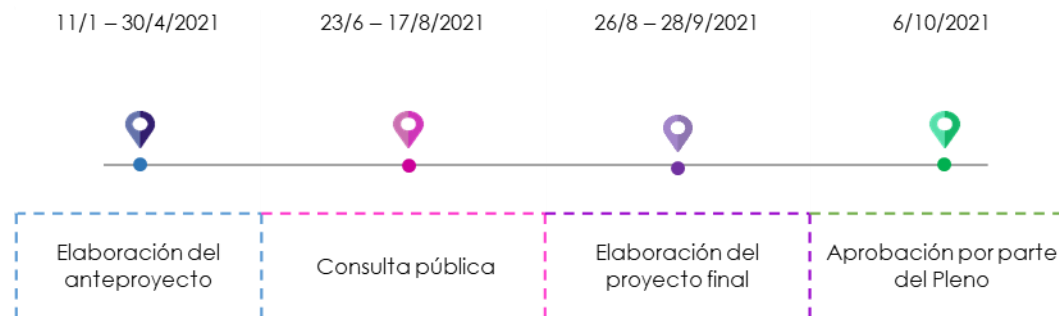 11/1 – 30/4/2021
23/6 – 17/8/2021
26/8 – 28/9/2021
6/10/2021
Elaboración del
anteproyecto
Consulta pública
Elaboración del
proyecto final
Aprobación por parte
del Pleno